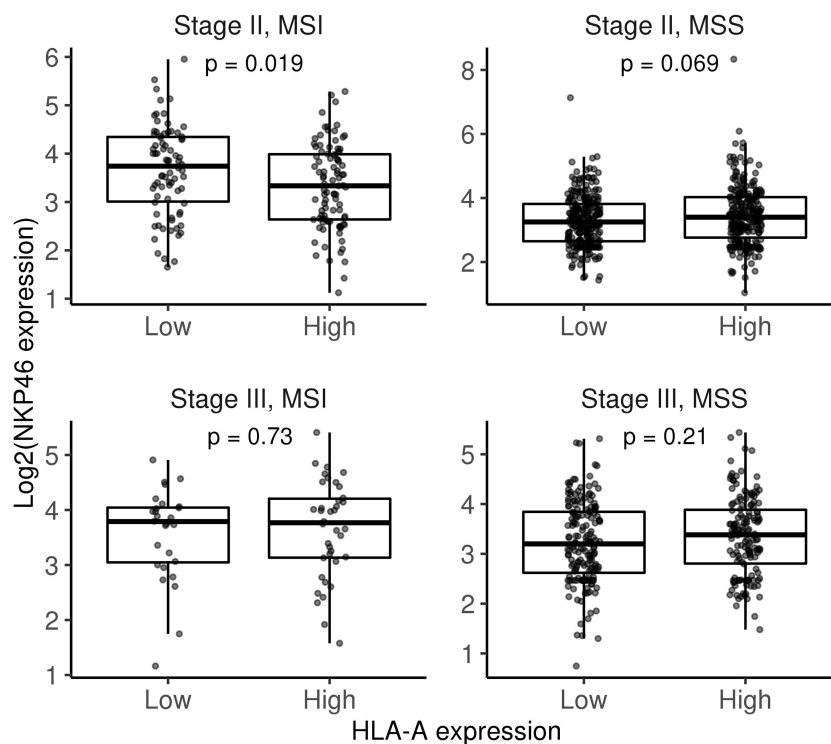 Stage II, MSI
p = 0.019
6
5
4
3
2
1
Low
High
Stage II, MSS
p = 0.069
8
6
4
2
Low
High
Log2(NKP46 expression)
Stage III, MSI
p = 0.73
5
4
3
2
1
Low
High
Stage III, MSS
p = 0.21
5
4
3
2
1
Low
High
HLA-A expression